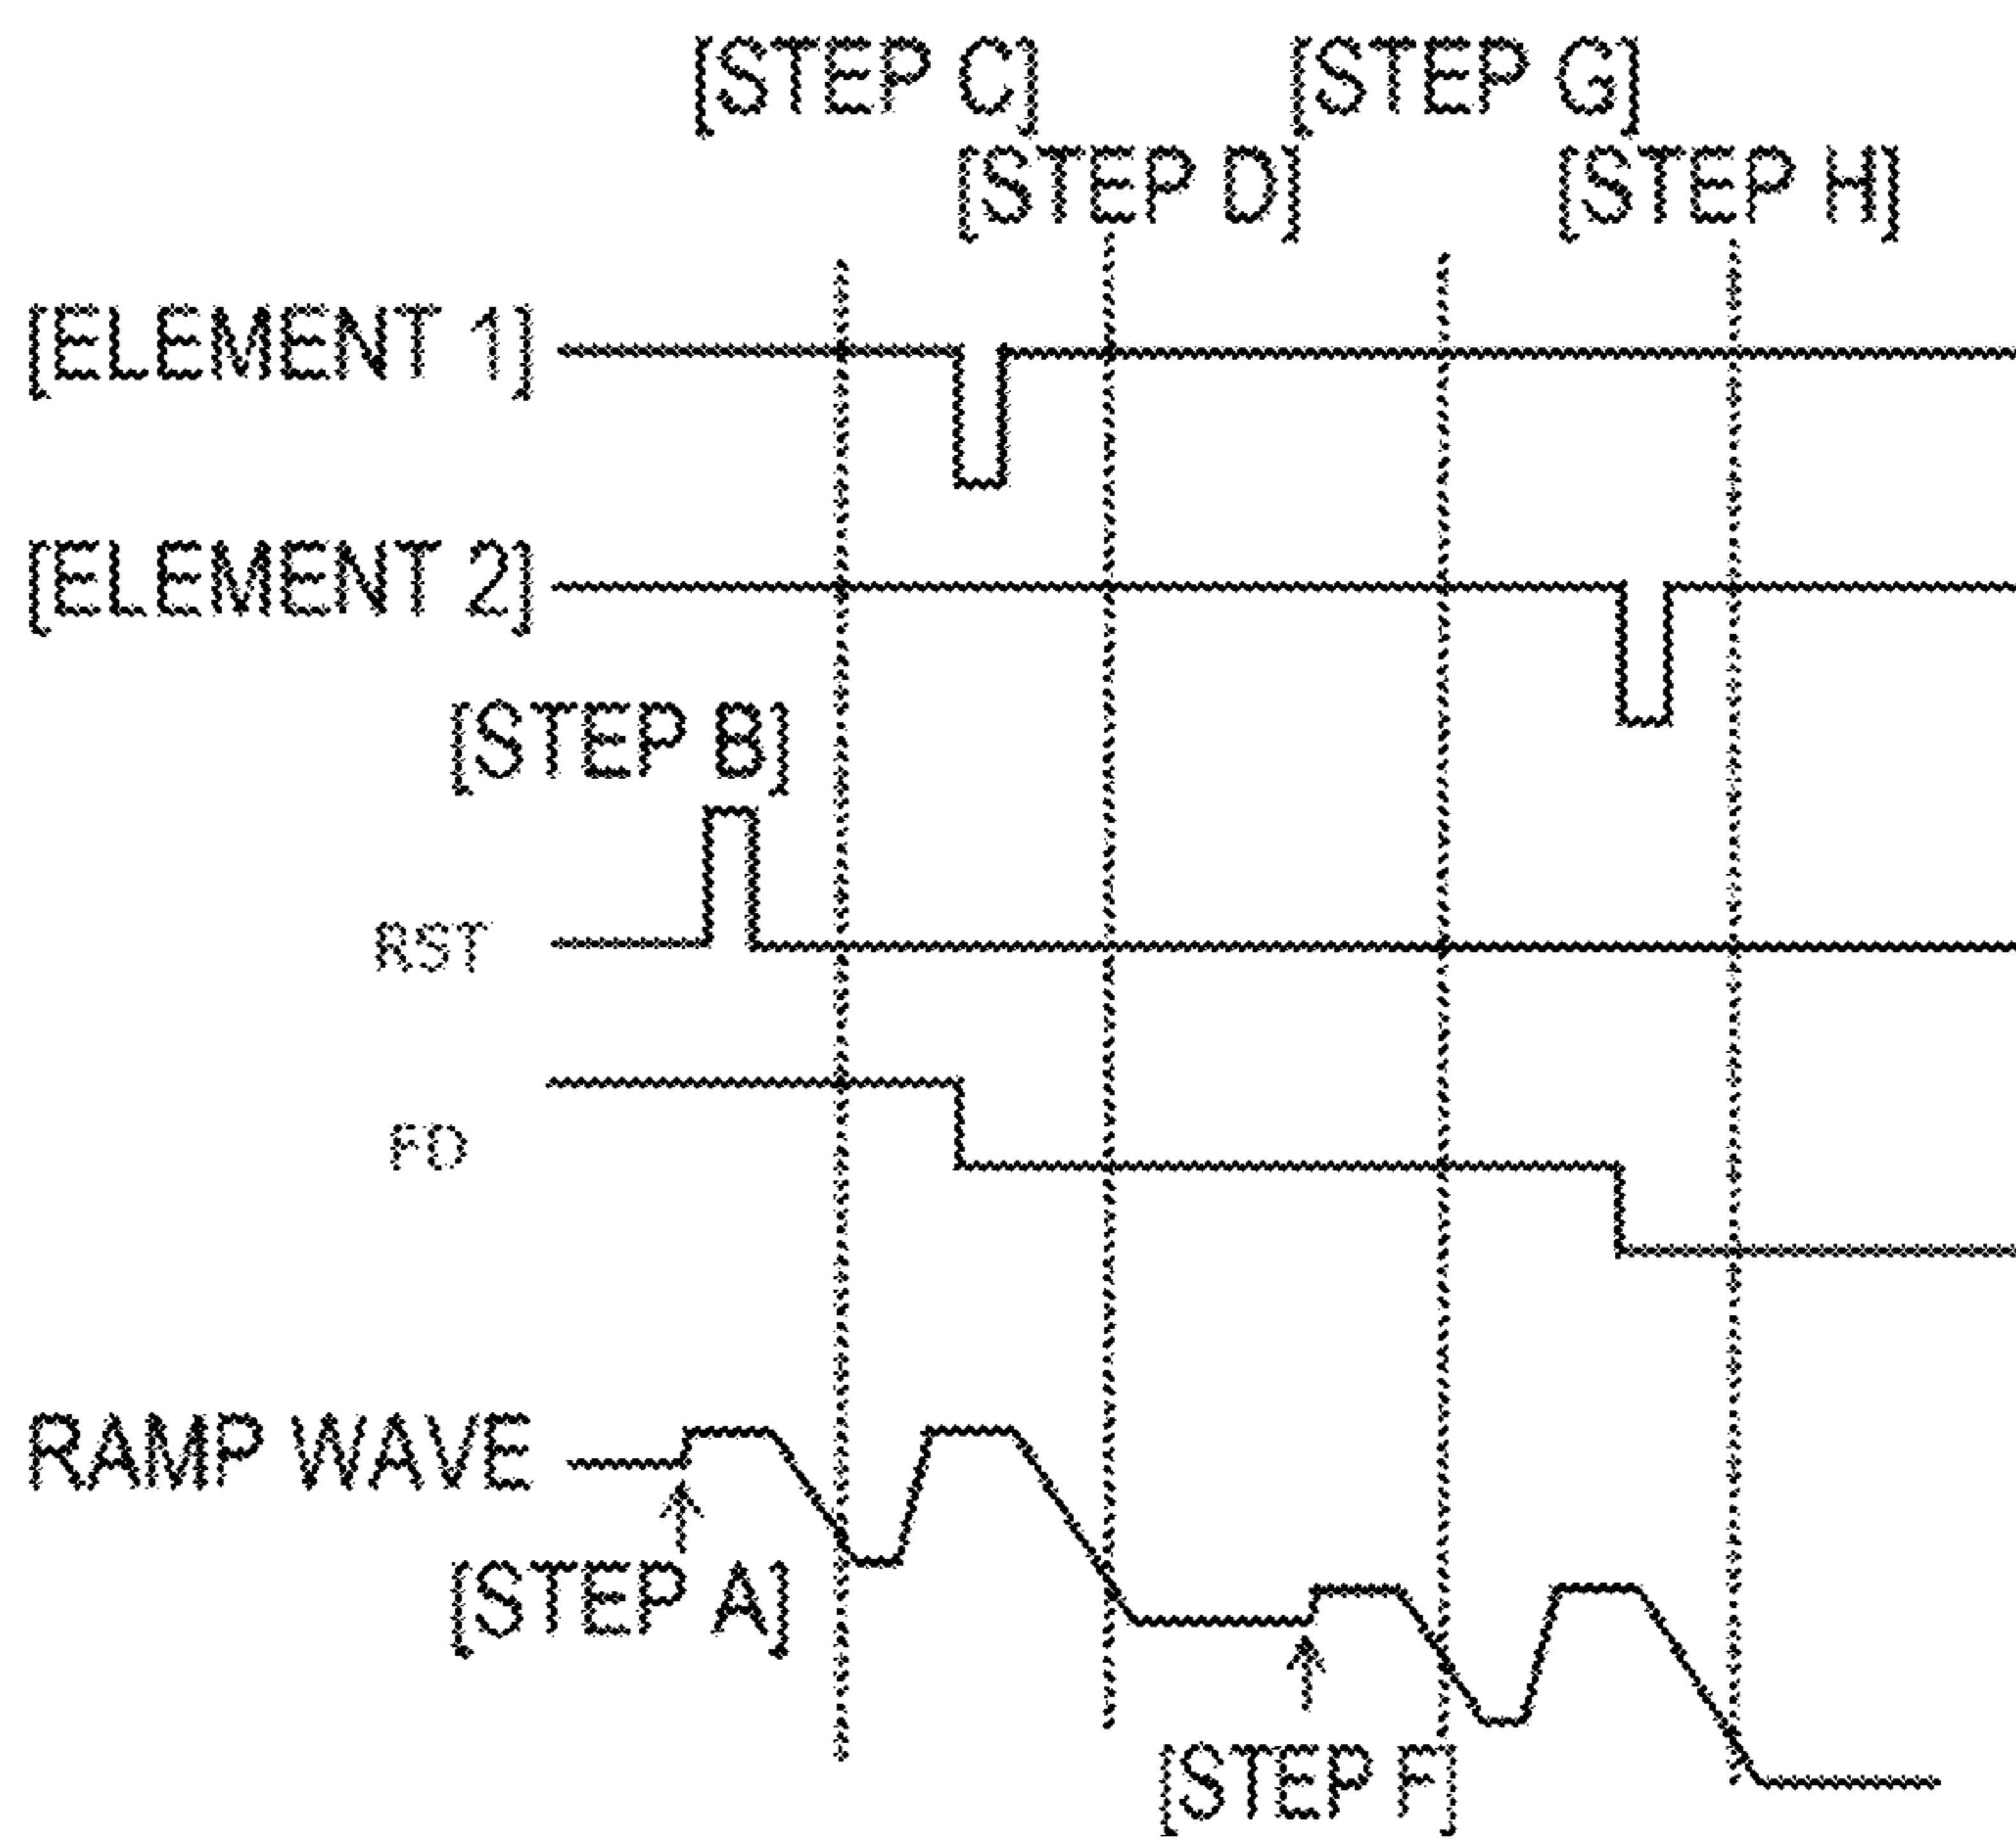 [STEP C]
[STEP G]
[STEP D]
[STEP H]
[ELEMENT 1]
[ELEMENT 2]
[STEP B]
RST
FD
RAMP WAVE
[STEP A]
[STEP F]